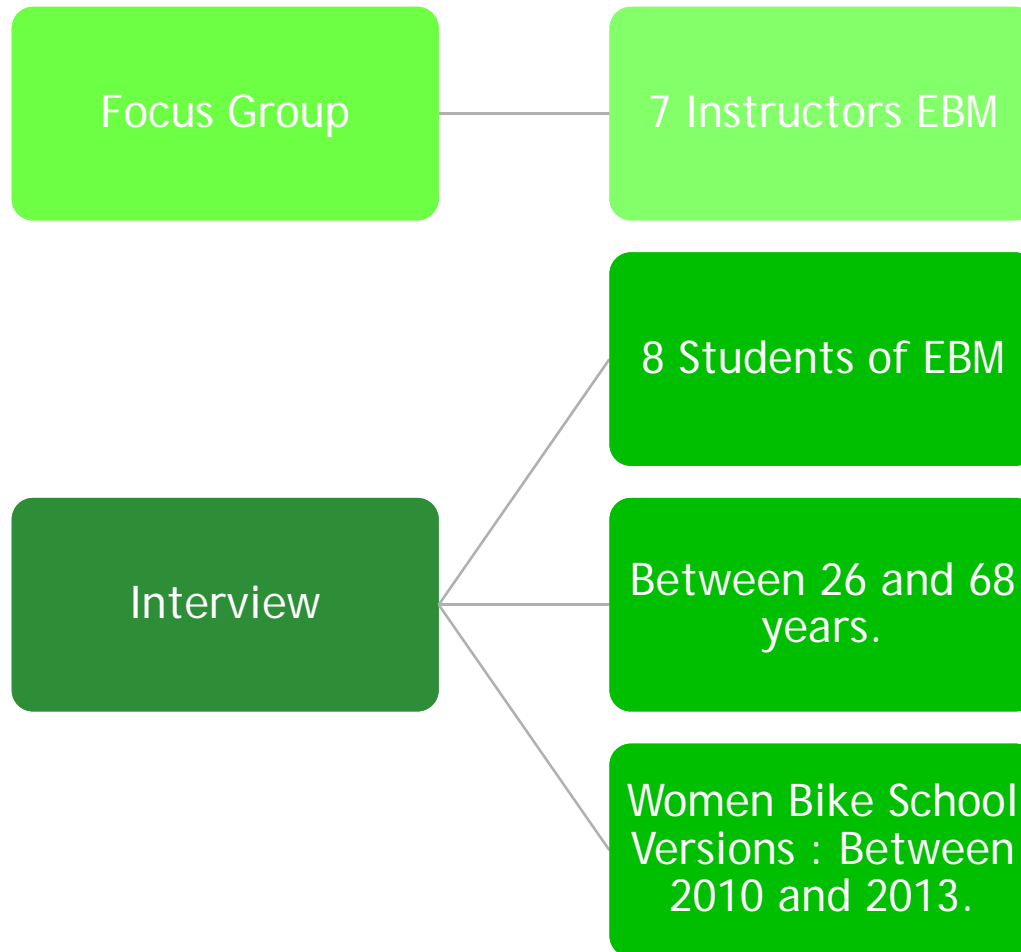 Focus Group
7 Instructors EBM
8 Students of EBM
Interview
Between 26 and 68
years.
Women Bike School
Versions : Between
2010 and 2013.